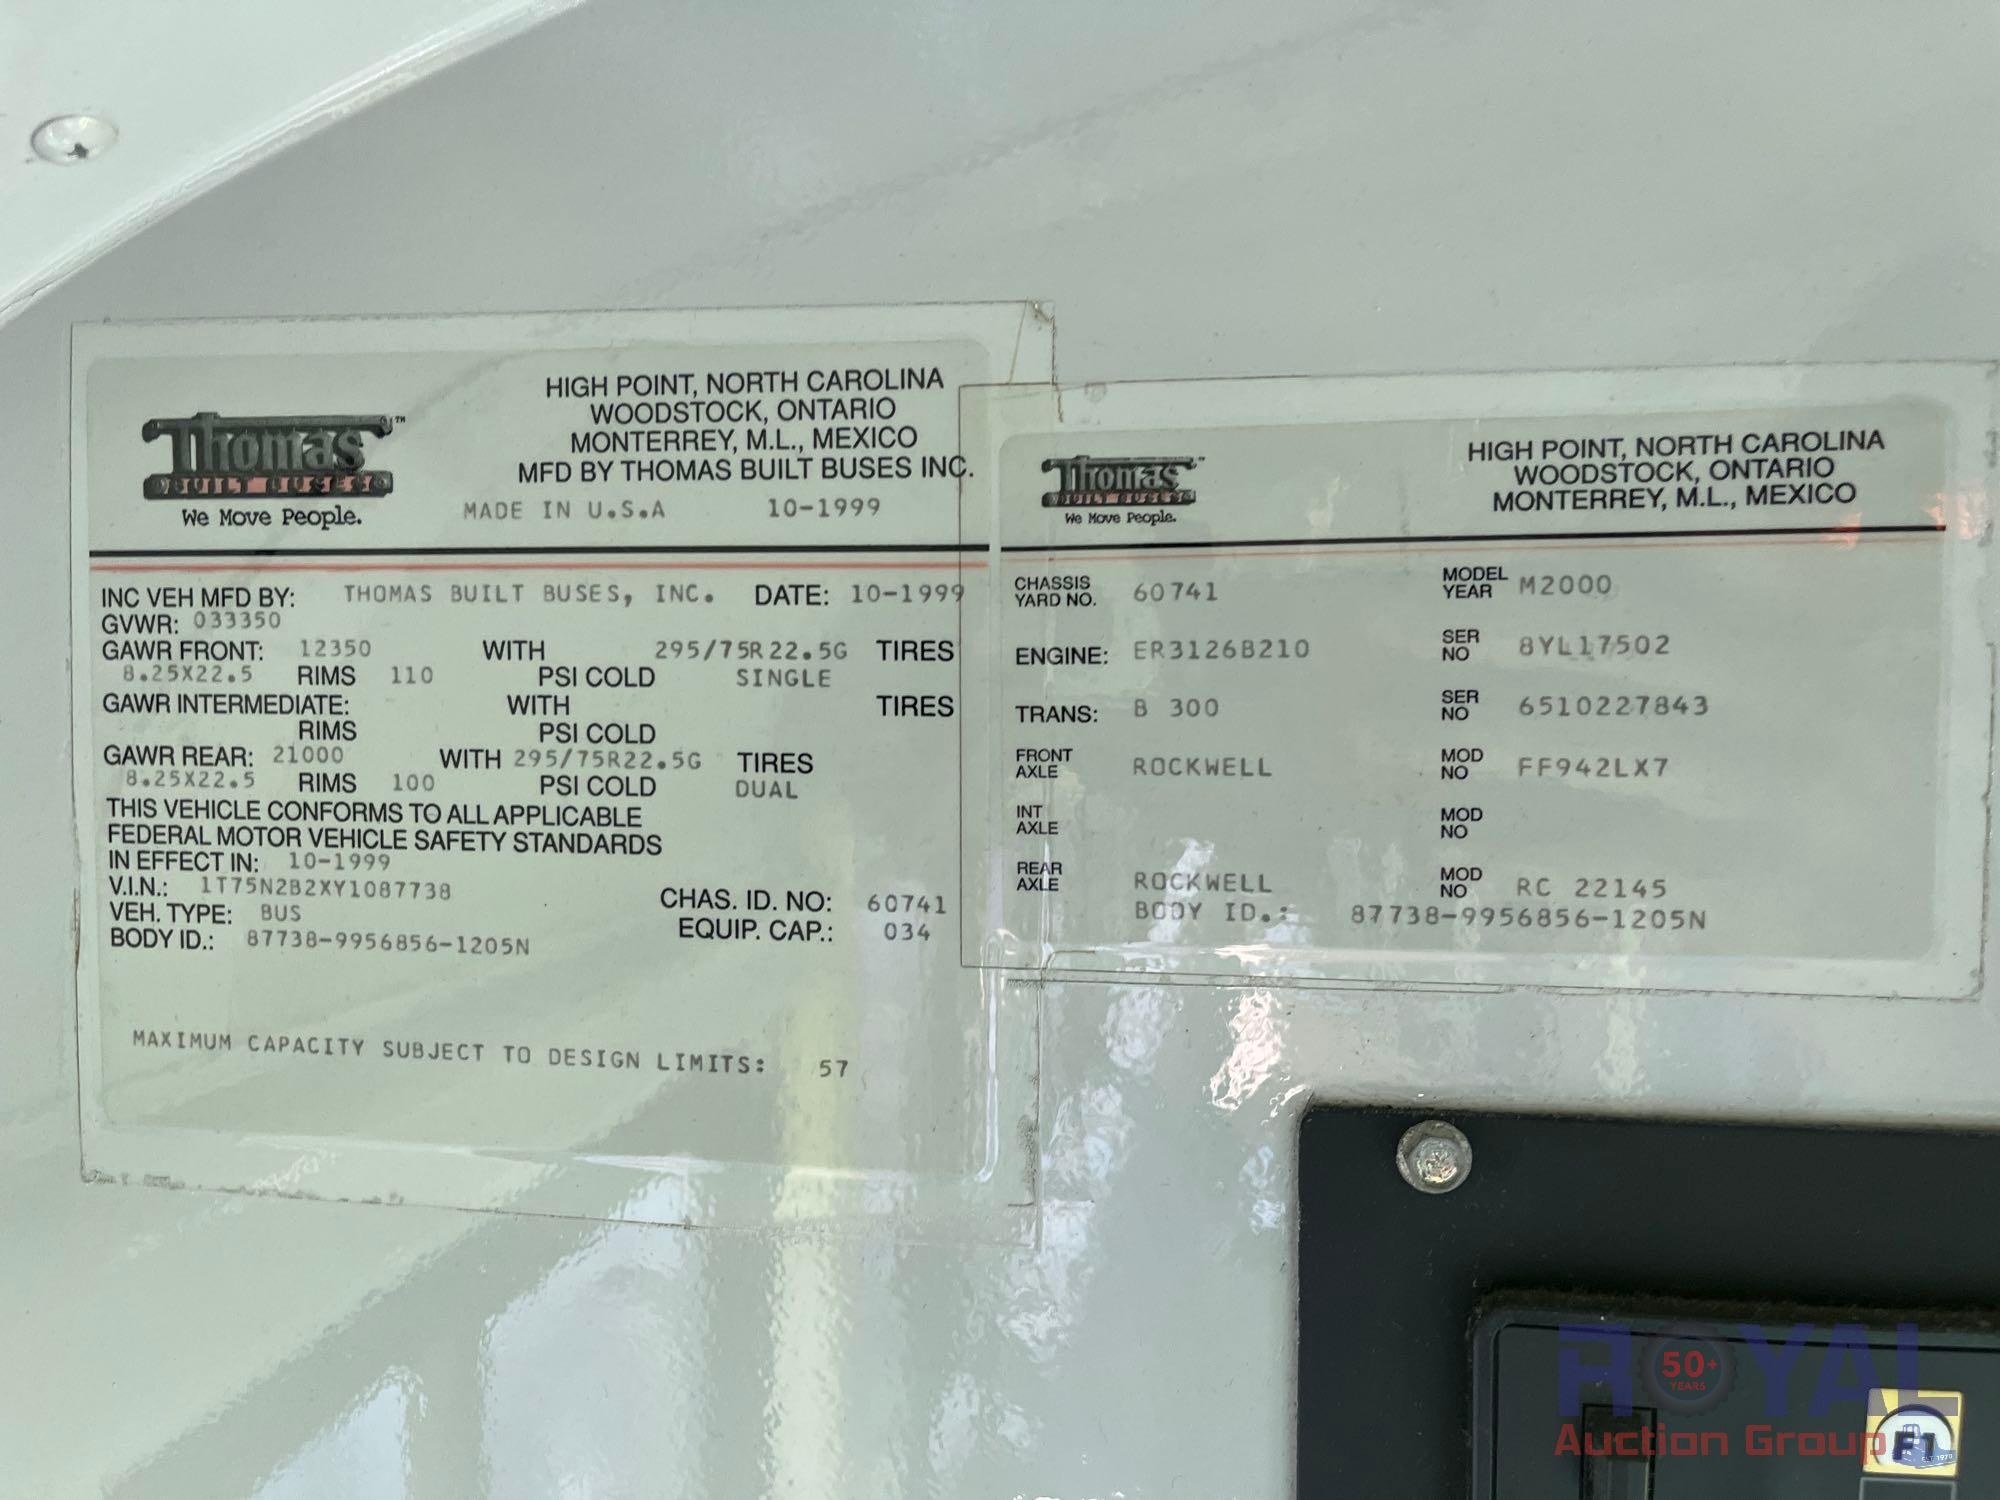 Thomas™
BUILT BUSES
We Move People.
HIGH POINT, NORTH CAROLINA
WOODSTOCK, ONTARIO
MONTERREY, M.L., MEXICO
MFD BY THOMAS BUILT BUSES INC.
MADE IN U.S.A 10-1999
INC VEH MFD BY: THOMAS BUILT BUSES, INC. DATE: 10-1999
GVWR: 033350
GAWR FRONT: 12350 WITH 295/75R22.5G TIRES
8.25X22.5 RIMS 110 PSI COLD SINGLE
GAWR INTERMEDIATE: WITH TIRES
RIMS PSI COLD
GAWR REAR: 21000 WITH 295/75R22.5G TIRES
8.25X22.5 RIMS 100 PSI COLD DUAL
THIS VEHICLE CONFORMS TO ALL APPLICABLE
FEDERAL MOTOR VEHICLE SAFETY STANDARDS
IN EFFECT IN: 10-1999
V.I.N.: 1T75N2B2XY1087738
VEH. TYPE: BUS CHAS. ID. NO: 60741
BODY ID.: 87738-9956856-1205N EQUIP. CAP.: 034
MAXIMUM CAPACITY SUBJECT TO DESIGN LIMITS: 57
Thomas
BUILT BUSES
We Move People.
HIGH POINT, NORTH CAROLINA
WOODSTOCK, ONTARIO
MONTERREY, M.L., MEXICO
CHASSIS YARD NO. 60741 MODEL YEAR M2000
ENGINE: ER3126B210 SER NO 8YL17502
TRANS: B 300 SER NO 6510227843
FRONT AXLE ROCKWELL MOD NO FF942LX7
INT AXLE MOD NO
REAR AXLE ROCKWELL MOD NO RC 22145
BODY ID.: 87738-9956856-1205N
ROYAL
50+
YEARS
Auction Group
F1
EST 1970